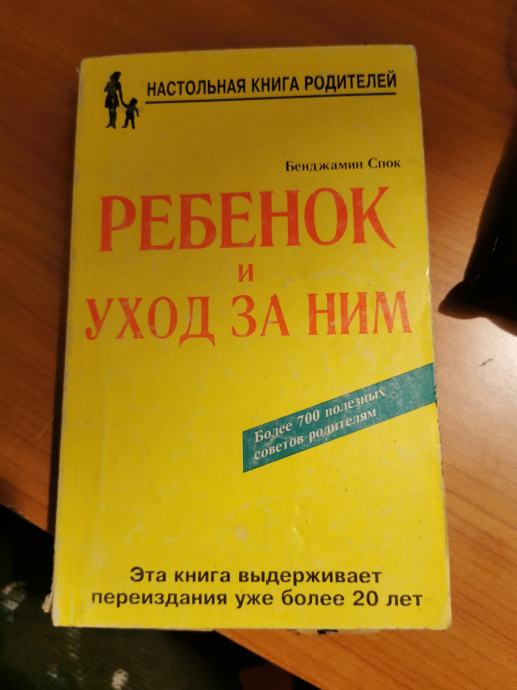 НАСТОЛЬНАЯ КНИГА РОДИТЕЛЕЙ
Бенджамин Спок
РЕБЕНОК
и
УХОД ЗА НИМ
Более 700 полезных
советов родителям
Эта книга выдерживает
переиздания уже более 20 лет